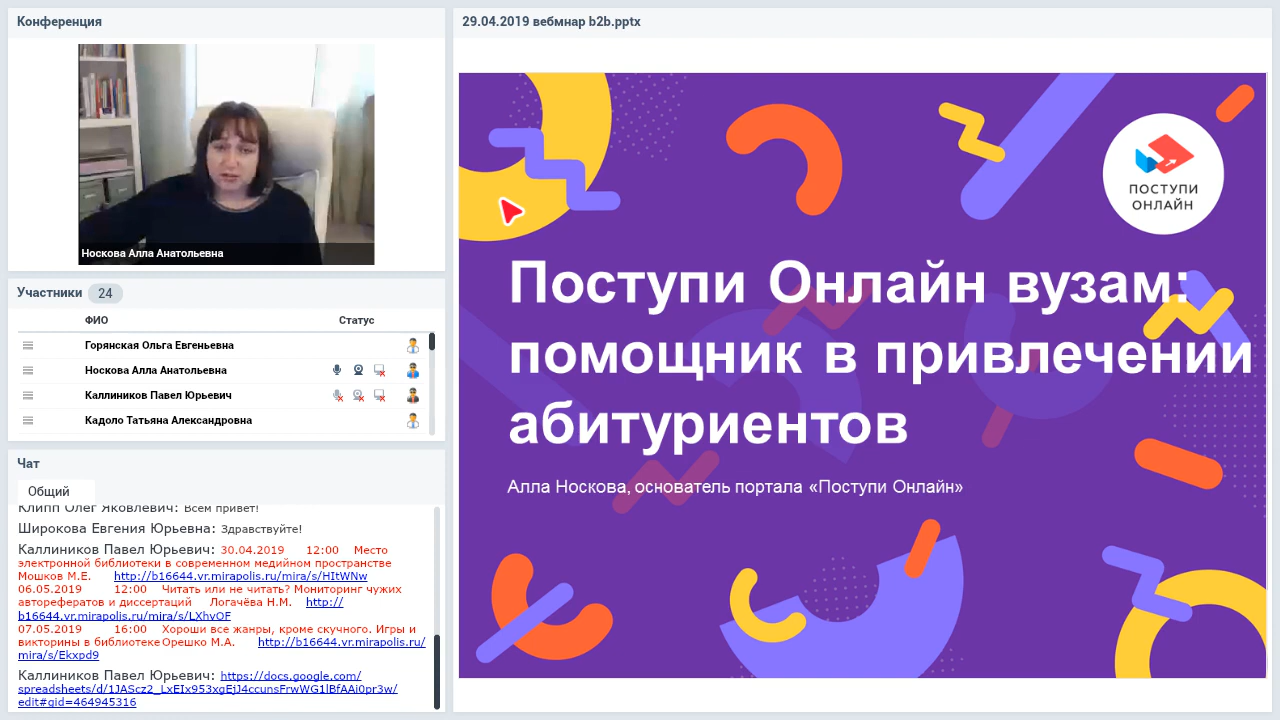 Конференция
Носкова Алла Анатольевна
Участники 24
ФИО Статус
Горянская Ольга Евгеньевна
Носкова Алла Анатольевна
Каллиников Павел Юрьевич
Кадоло Татьяна Александровна
Чат
Общий
Клипп Олег Яковлевич: Всем привет!
Широкова Евгения Юрьевна: Здравствуйте!
Каллиников Павел Юрьевич: 30.04.2019 12:00 Место
электронной библиотеки в современном медийном пространстве
Мошков М.Е. http://b16644.vr.mirapolis.ru/mira/s/HItWNw
06.05.2019 12:00 Читать или не читать? Мониторинг чужих
авторефератов и диссертаций Логачёва Н.М. http://
b16644.vr.mirapolis.ru/mira/s/LXhvOF
07.05.2019 16:00 Хороши все жанры, кроме скучного. Игры и
викторины в библиотеке Орешко М.А. http://b16644.vr.mirapolis.ru/
mira/s/Ekxpd9
Каллиников Павел Юрьевич: https://docs.google.com/
spreadsheets/d/1JAScz2_LxEIx953xgEjJ4ccunsFrwWG1lBfAAi0pr3w/
edit#gid=464945316
29.04.2019 вебмнар b2b.pptx
ПОСТУПИ
ОНЛАЙН
Поступи Онлайн вузам:
помощник в привлечении
абитуриентов
Алла Носкова, основатель портала «Поступи Онлайн»